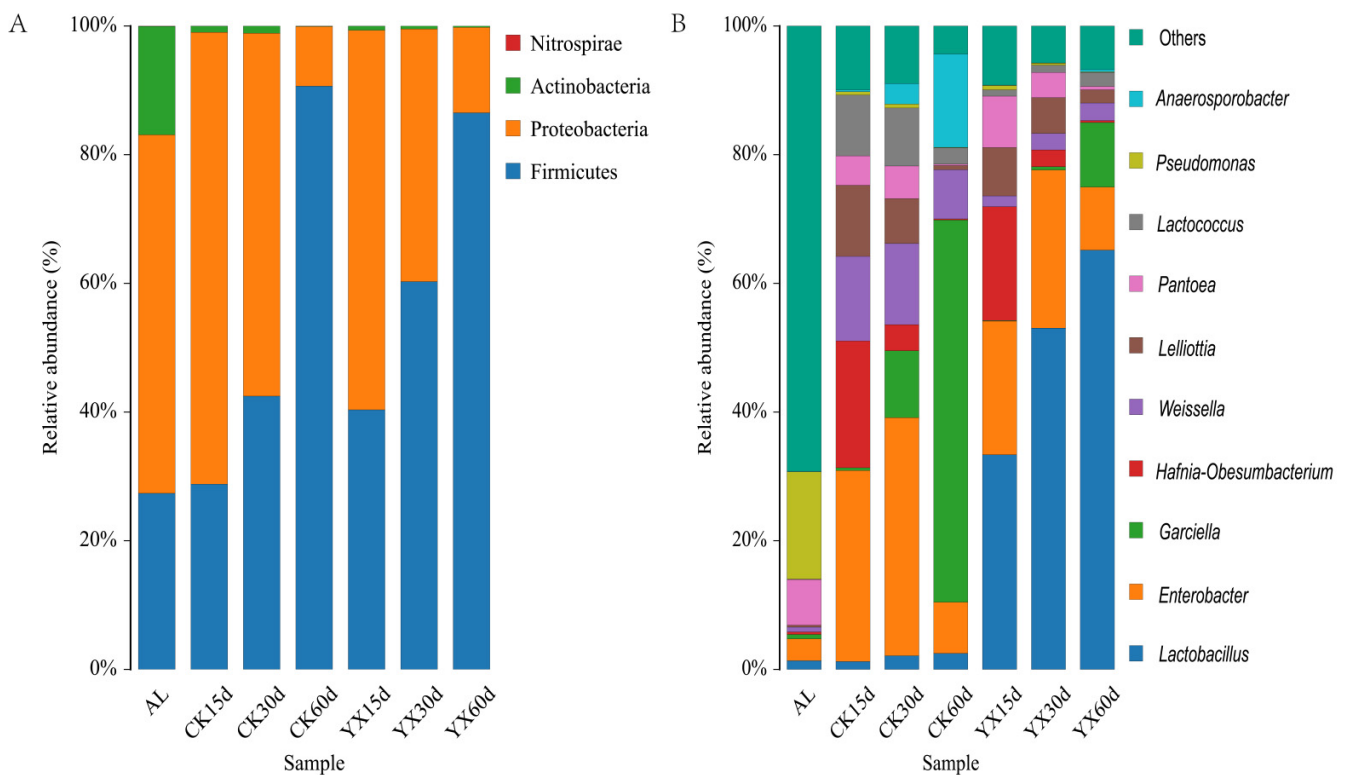 A
Relative abundance (%)
100%
80%
60%
40%
20%
0%
AL
CK15d
CK30d
CK60d
YX15d
YX30d
YX60d
Sample
Nitrospirae
Actinobacteria
Proteobacteria
Firmicutes
B
Relative abundance (%)
100%
80%
60%
40%
20%
0%
AL
CK15d
CK30d
CK60d
YX15d
YX30d
YX60d
Sample
Others
Anaerosporobacter
Pseudomonas
Lactococcus
Pantoea
Lelliottia
Weissella
Hafnia-Obesumbacterium
Garciella
Enterobacter
Lactobacillus